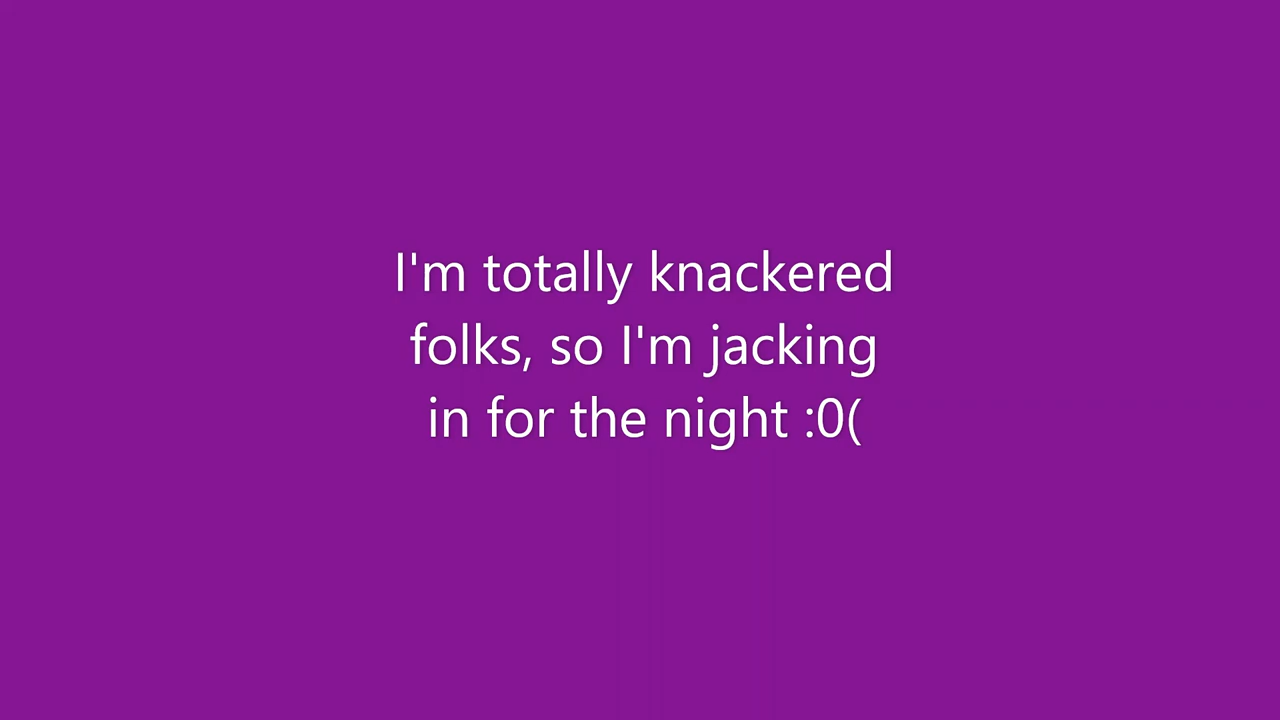 I'm totally knackered
folks, so I'm jacking
in for the night :0(